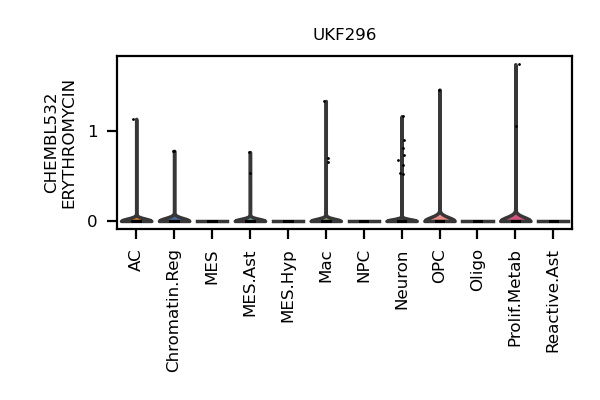 UKF296
CHEMBL532
ERYTHROMYCIN
1
0
AC
Chromatin.Reg
MES
MES.Ast
MES.Hyp
Mac
NPC
Neuron
OPC
Oligo
Prolif.Metab
Reactive.Ast